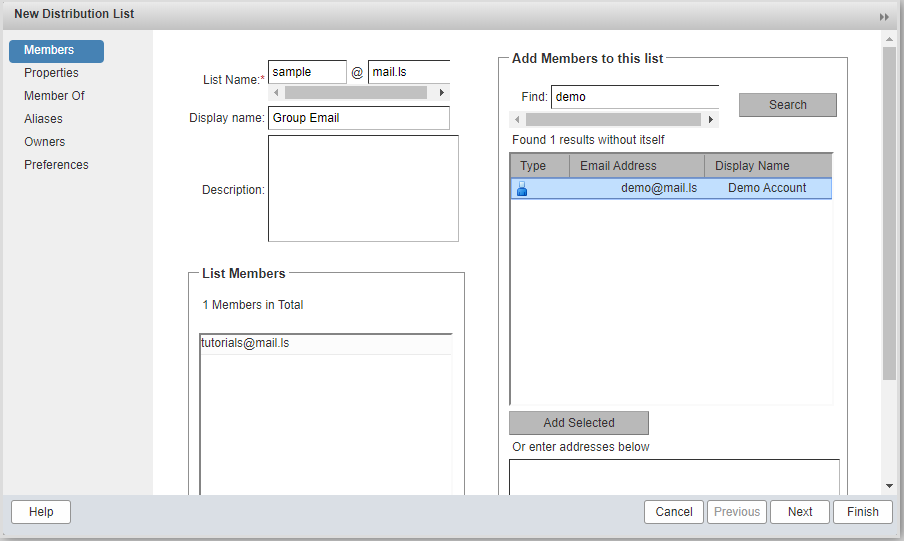 New Distribution List
Members
Properties
Member Of
Aliases
Owners
Preferences
List Name:* sample @ mail.ls
Display name: Group Email
Description:
List Members
1 Members in Total
tutorials@mail.ls
Add Members to this list
Find: demo
Search
Found 1 results without itself
Type Email Address Display Name
demo@mail.ls Demo Account
Add Selected
Or enter addresses below
Help Cancel Previous Next Finish